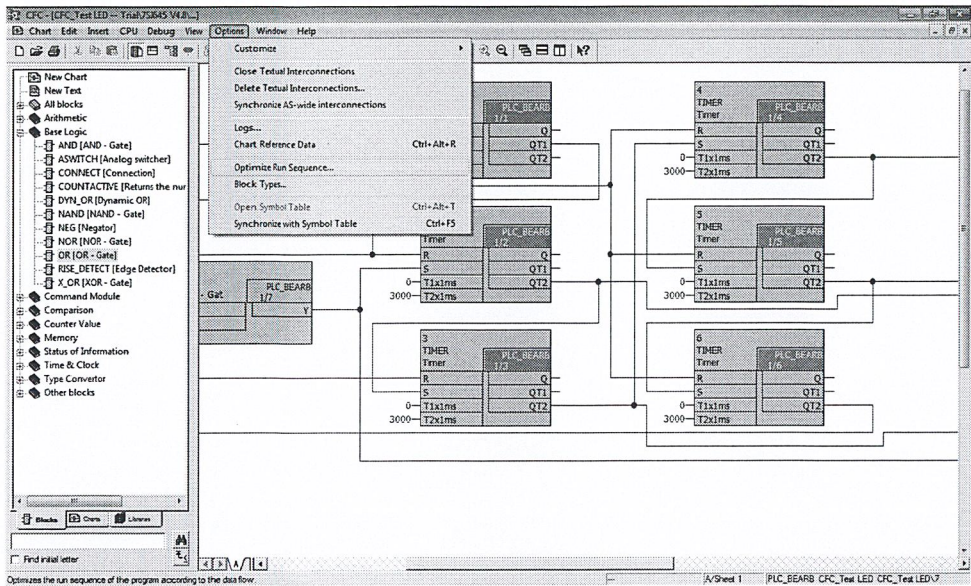 CFC - [CFC_Test LED -- Trial\7SJ645 V4.8\...]
Chart Edit Insert CPU Debug View Options Window Help
Customize
Close Textual Interconnections
Delete Textual Interconnections...
Synchronize AS-wide interconnections
Logs...
Chart Reference Data Ctrl+Alt+R
Optimize Run Sequence...
Block Types...
Open Symbol Table Ctrl+Alt+T
Synchronize with Symbol Table Ctrl+F5
New Chart
New Text
All blocks
Arithmetic
Base Logic
AND [AND - Gate]
ASWITCH [Analog switcher]
CONNECT [Connection]
COUNTACTIVE [Returns the nur
DYN_OR [Dynamic OR]
NAND [NAND - Gate]
NEG [Negator]
NOR [NOR - Gate]
OR [OR - Gate]
RISE_DETECT [Edge Detector]
X_OR [XOR - Gate]
Command Module
Comparison
Counter Value
Memory
Status of Information
Time & Clock
Type Convertor
Other blocks
Blocks Charts Libraries
Find initial letter
PLC_BEARB
1/1
Q
QT1
QT2
Timer
PLC_BEARB
1/2
R Q
S QT1
0 T1x1ms QT2
3000 T2x1ms
- Gat
PLC_BEARB
1/7
Y
3
TIMER
Timer
PLC_BEARB
1/3
R Q
S QT1
0 T1x1ms QT2
3000 T2x1ms
4
TIMER
Timer
PLC_BEARB
1/4
R Q
S QT1
0 T1x1ms QT2
3000 T2x1ms
5
TIMER
Timer
PLC_BEARB
1/5
R Q
S QT1
0 T1x1ms QT2
3000 T2x1ms
6
TIMER
Timer
PLC_BEARB
1/6
R Q
S QT1
0 T1x1ms QT2
3000 T2x1ms
Optimizes the run sequence of the program according to the data flow.
A/Sheet 1 PLC_BEARB CFC_Test LED CFC_Test LED\7